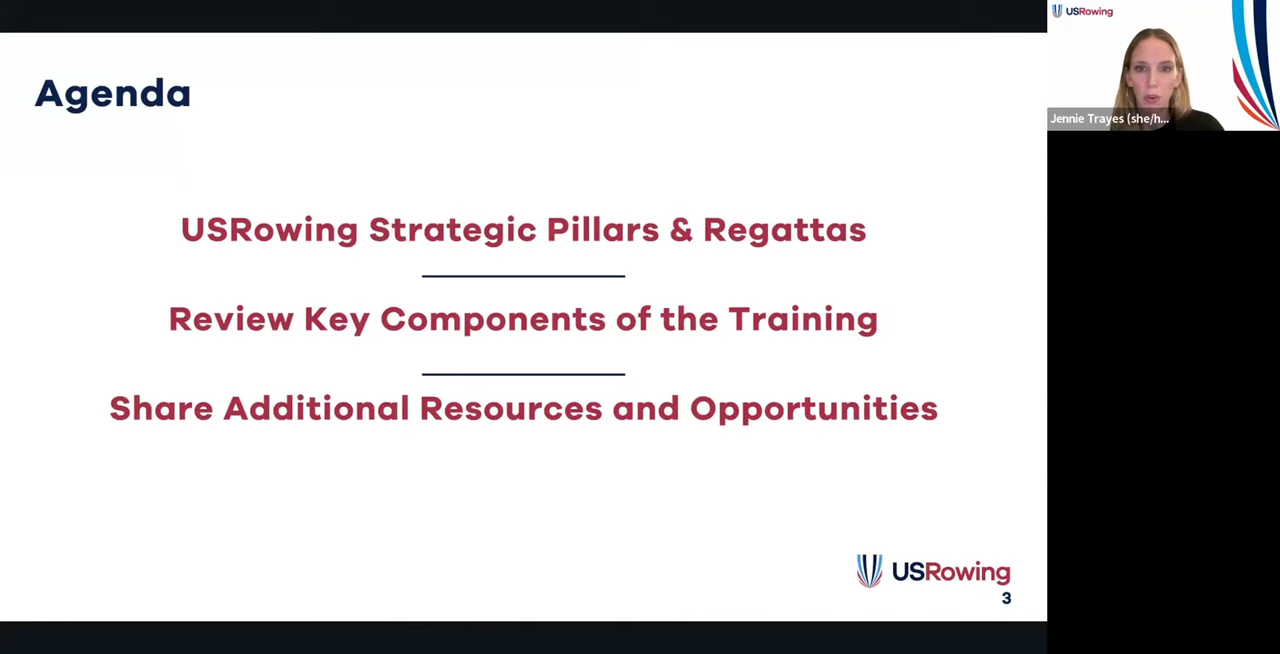 Agenda
USRowing Strategic Pillars & Regattas
Review Key Components of the Training
Share Additional Resources and Opportunities
USRowing
3
USRowing
Jennie Trayes (she/h...